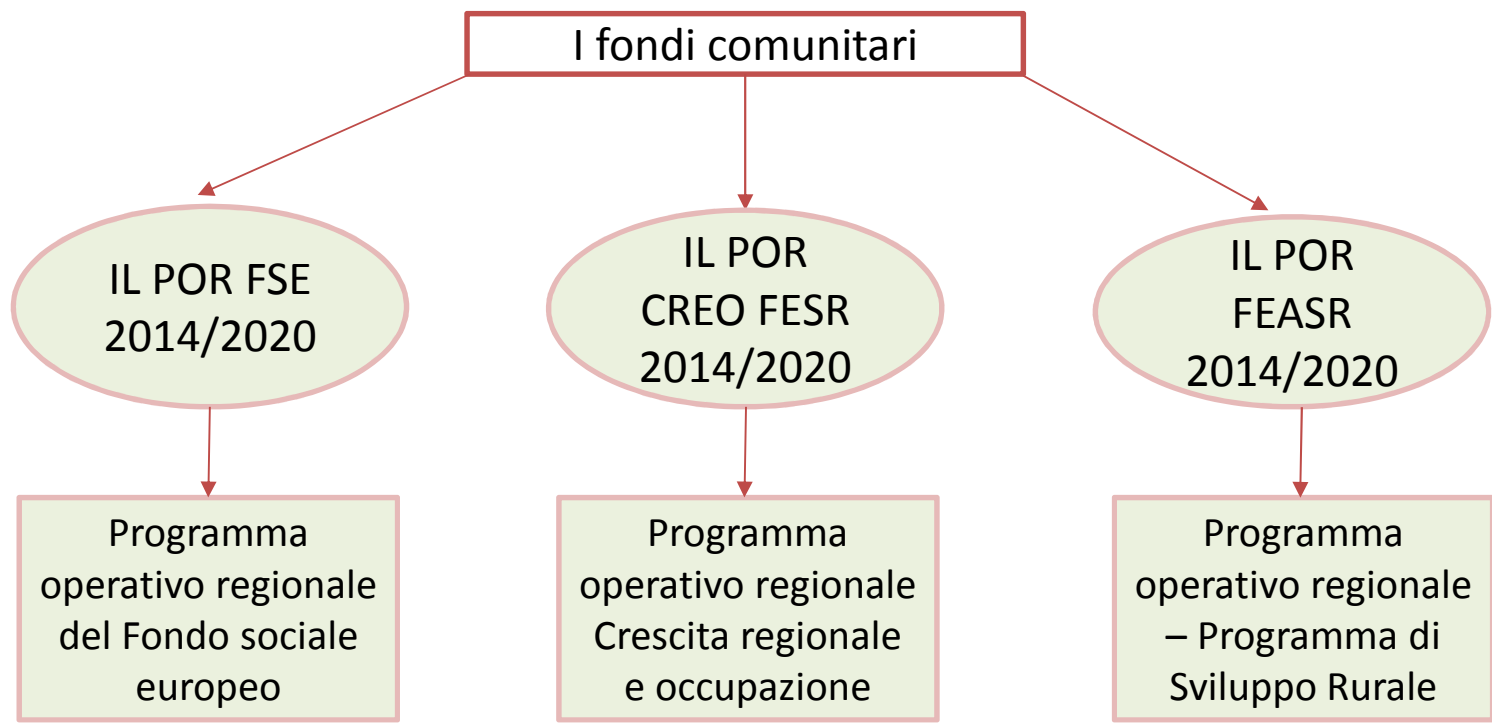 I fondi comunitari
IL POR FSE
2014/2020
IL POR
CREO FESR
2014/2020
IL POR
FEASR
2014/2020
Programma
operativo regionale
del Fondo sociale
europeo
Programma
operativo regionale
Crescita regionale
e occupazione
Programma
operativo regionale
– Programma di
Sviluppo Rurale